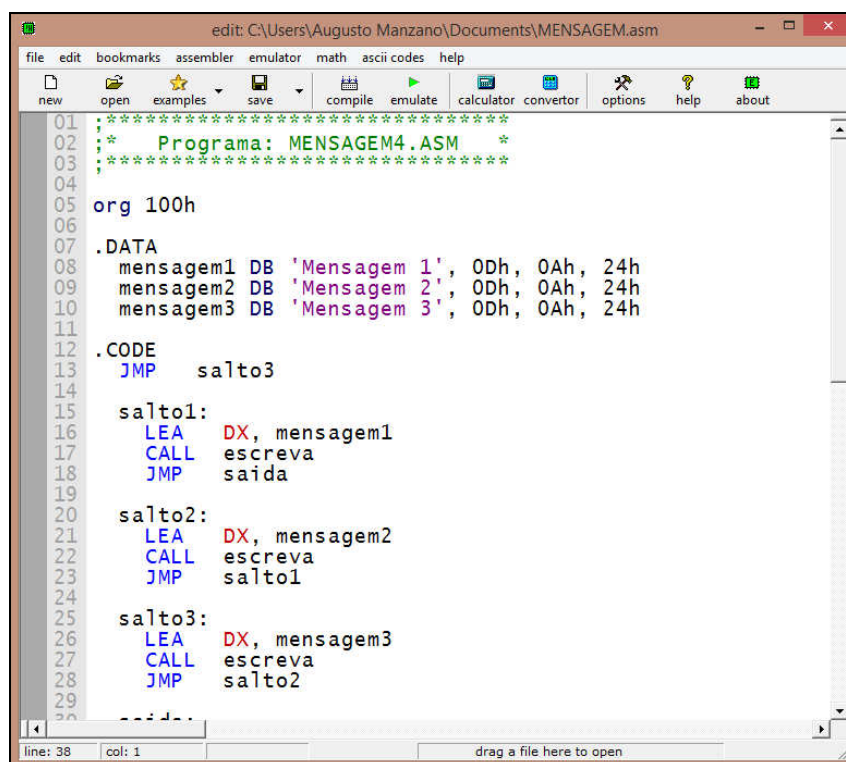 edit: C:\Users\Augusto Manzano\Documents\MENSAGEM.asm
file edit bookmarks assembler emulator math ascii codes help
new open examples save compile emulate calculator convertor options help about
01 ;*******************************
02 ;*   Programa: MENSAGEM4.ASM   *
03 ;*******************************
04
05 org 100h
06
07 .DATA
08   mensagem1 DB 'Mensagem 1', 0Dh, 0Ah, 24h
09   mensagem2 DB 'Mensagem 2', 0Dh, 0Ah, 24h
10   mensagem3 DB 'Mensagem 3', 0Dh, 0Ah, 24h
11
12 .CODE
13   JMP   salto3
14
15   salto1:
16     LEA   DX, mensagem1
17     CALL  escreva
18     JMP   saida
19
20   salto2:
21     LEA   DX, mensagem2
22     CALL  escreva
23     JMP   salto1
24
25   salto3:
26     LEA   DX, mensagem3
27     CALL  escreva
28     JMP   salto2
29
30   saida:
line: 38 col: 1 drag a file here to open